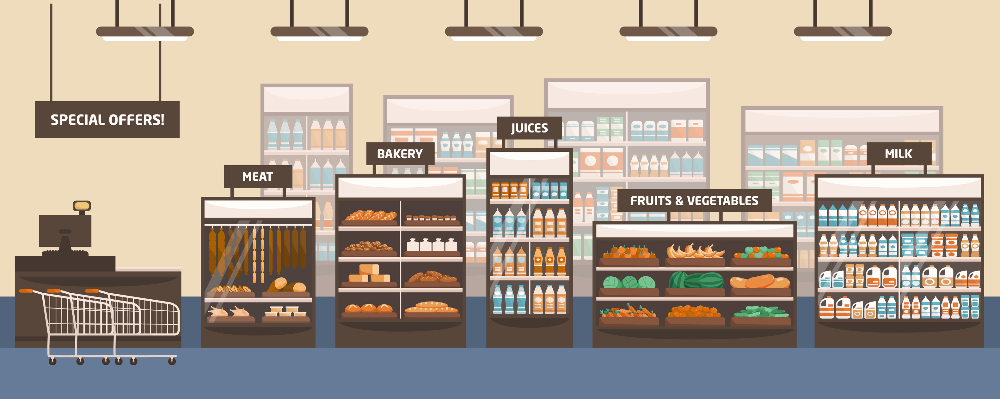 SPECIAL OFFERS!
MEAT
BAKERY
JUICES
FRUITS & VEGETABLES
MILK